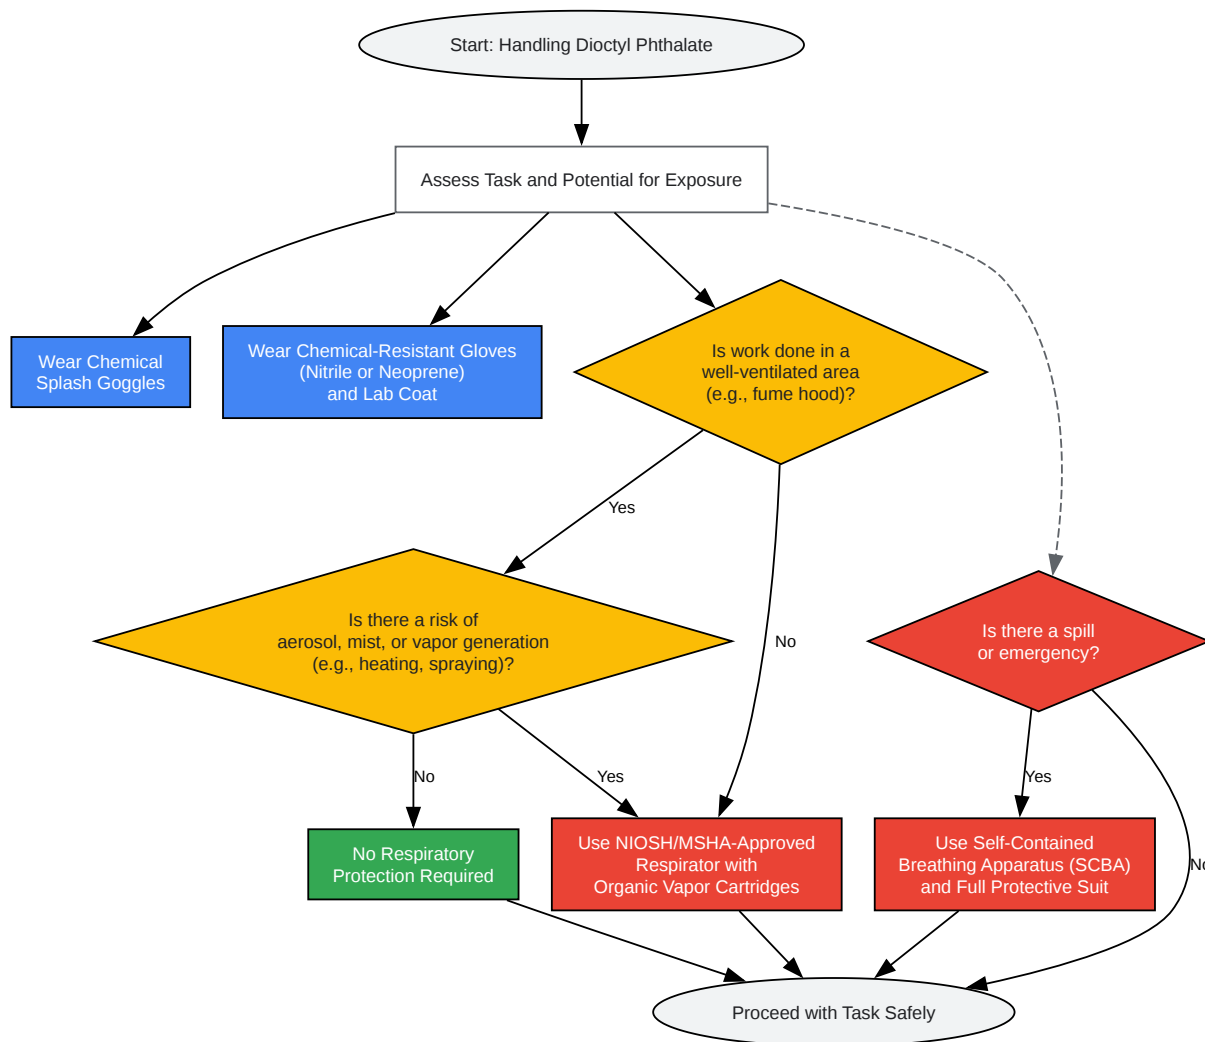 Start: Handling Dioctyl Phthalate
Assess Task and Potential for Exposure
Wear Chemical
Splash Goggles
Wear Chemical-Resistant Gloves
(Nitrile or Neoprene)
and Lab Coat
Is work done in a
well-ventilated area
(e.g., fume hood)?
Yes
No
Is there a risk of
aerosol, mist, or vapor generation
(e.g., heating, spraying)?
Is there a spill
or emergency?
No
Yes
Yes
No
No Respiratory
Protection Required
Use NIOSH/MSHA-Approved
Respirator with
Organic Vapor Cartridges
Use Self-Contained
Breathing Apparatus (SCBA)
and Full Protective Suit
Proceed with Task Safely